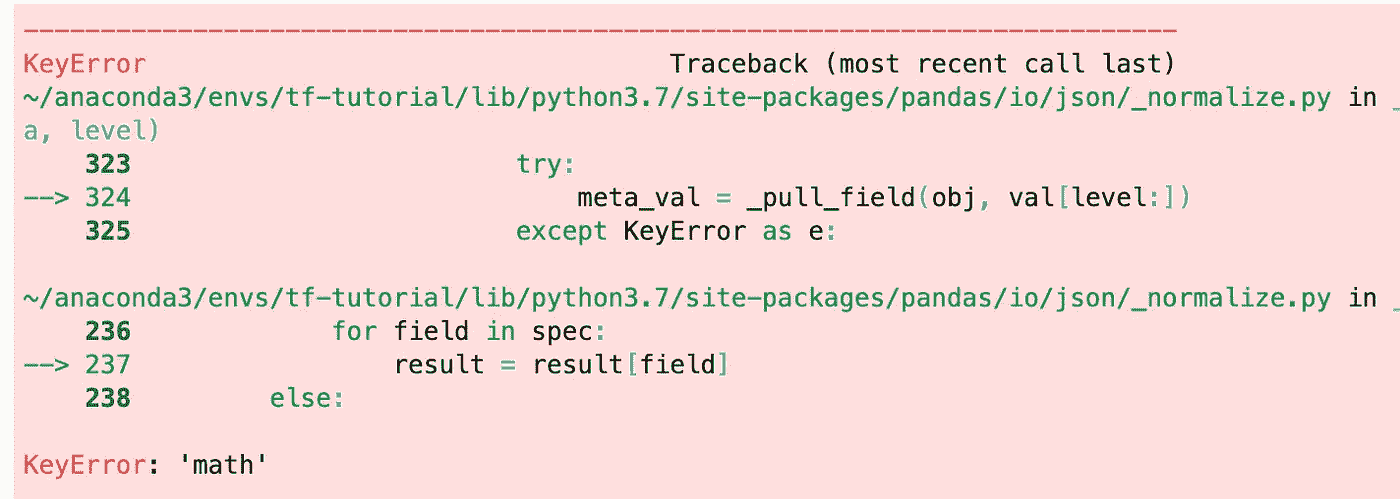 ---------------------------------------------------------------------------
KeyError                                  Traceback (most recent call last)
~/anaconda3/envs/tf-tutorial/lib/python3.7/site-packages/pandas/io/json/_normalize.py in _
a, level)
    323                         try:
--> 324                             meta_val = _pull_field(obj, val[level:])
    325                         except KeyError as e:
~/anaconda3/envs/tf-tutorial/lib/python3.7/site-packages/pandas/io/json/_normalize.py in _
    236             for field in spec:
--> 237                 result = result[field]
    238         else:
KeyError: 'math'